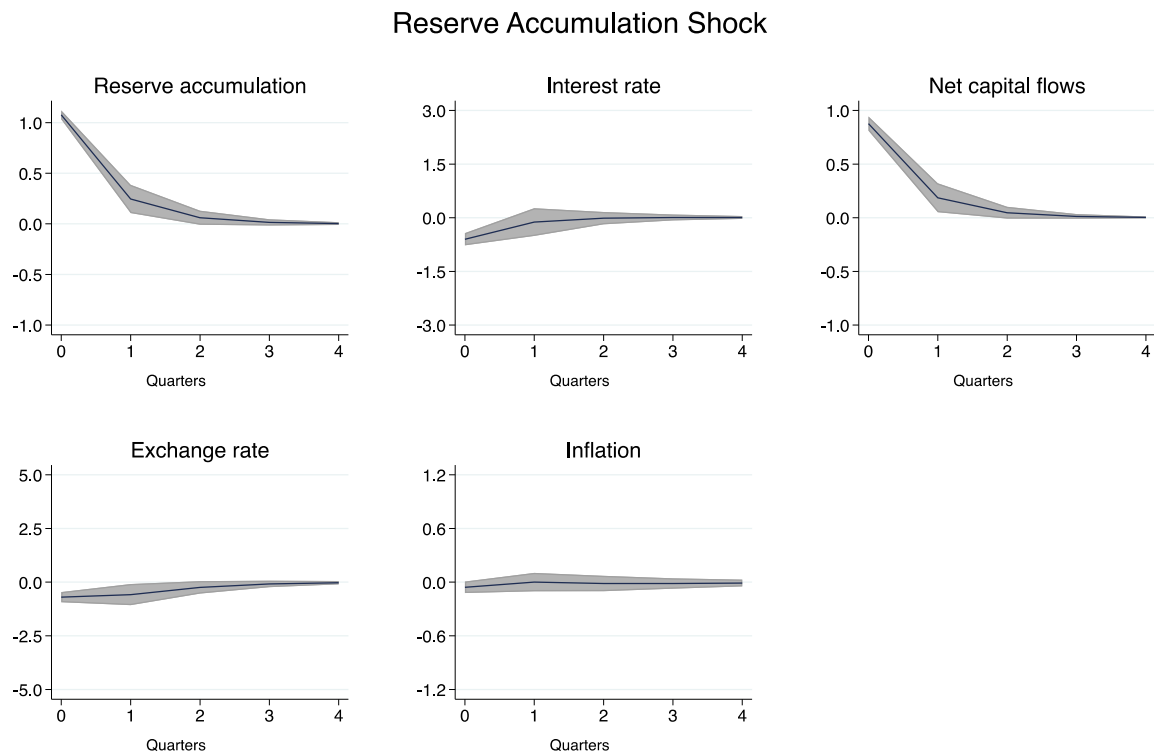 Reserve Accumulation Shock
Reserve accumulation
1.0
0.5
0.0
-0.5
-1.0
0 1 2 3 4
Quarters
Interest rate
3.0
1.5
0.0
-1.5
-3.0
0 1 2 3 4
Quarters
Net capital flows
1.0
0.5
0.0
-0.5
-1.0
0 1 2 3 4
Quarters
Exchange rate
5.0
2.5
0.0
-2.5
-5.0
0 1 2 3 4
Quarters
Inflation
1.2
0.6
0.0
-0.6
-1.2
0 1 2 3 4
Quarters